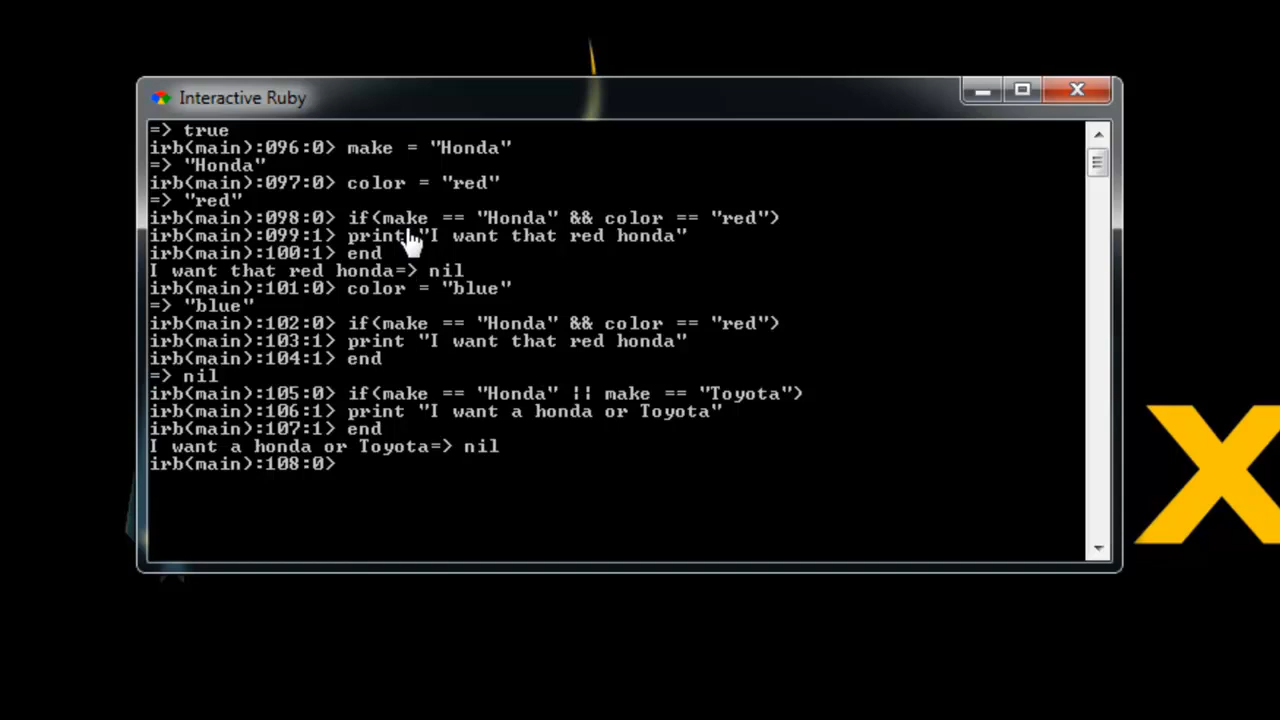 Interactive Ruby
=> true
irb(main):096:0> make = "Honda"
=> "Honda"
irb(main):097:0> color = "red"
=> "red"
irb(main):098:0> if(make == "Honda" && color == "red")
irb(main):099:1> print "I want that red honda"
irb(main):100:1> end
I want that red honda=> nil
irb(main):101:0> color = "blue"
=> "blue"
irb(main):102:0> if(make == "Honda" && color == "red")
irb(main):103:1> print "I want that red honda"
irb(main):104:1> end
=> nil
irb(main):105:0> if(make == "Honda" || make == "Toyota")
irb(main):106:1> print "I want a honda or Toyota"
irb(main):107:1> end
I want a honda or Toyota=> nil
irb(main):108:0>
X